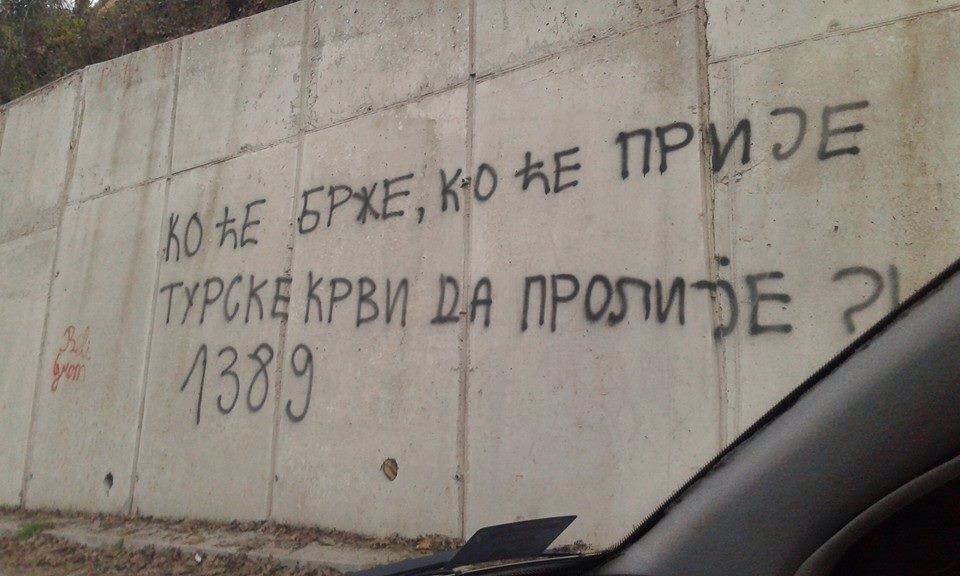 КО ЋЕ БРЖЕ, КО ЋЕ ПРИЈЕ
ТУРСКЕ КРВИ ДА ПРОЛИЈЕ ?!
1389